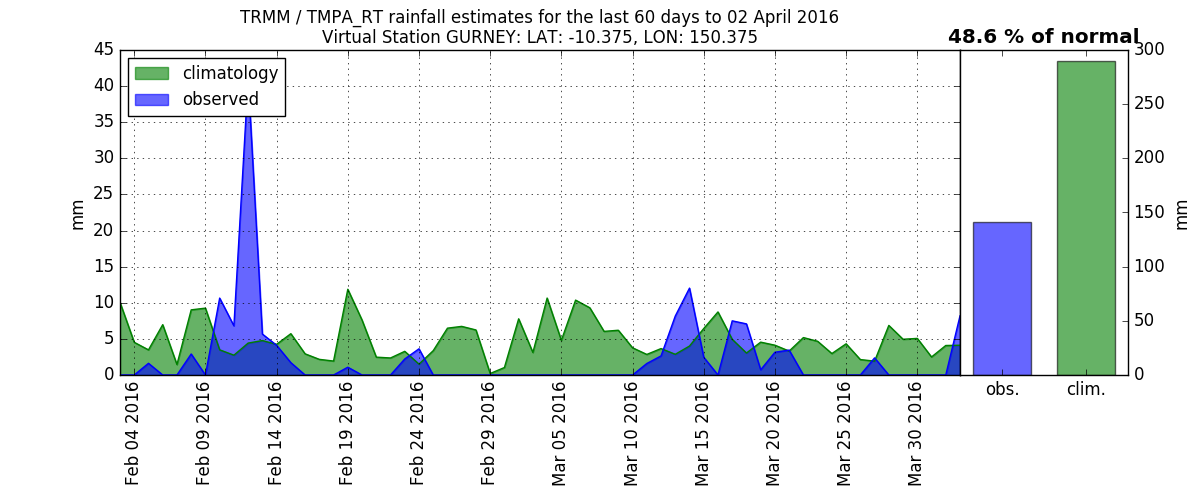 TRMM / TMPA_RT rainfall estimates for the last 60 days to 02 April 2016
Virtual Station GURNEY: LAT: -10.375, LON: 150.375
48.6 % of normal
climatology
observed
mm
45
40
35
30
25
20
15
10
5
0
Feb 04 2016
Feb 09 2016
Feb 14 2016
Feb 19 2016
Feb 24 2016
Feb 29 2016
Mar 05 2016
Mar 10 2016
Mar 15 2016
Mar 20 2016
Mar 25 2016
Mar 30 2016
obs.
clim.
300
250
200
150
100
50
0
mm